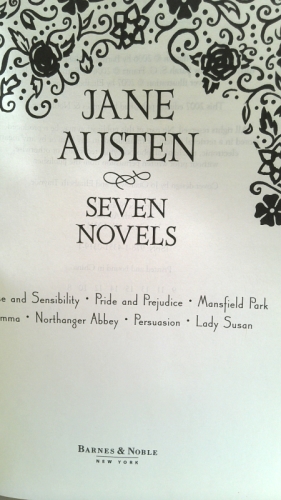 JANE
AUSTEN
SEVEN
NOVELS
e and Sensibility • Pride and Prejudice • Mansfield Park
mma • Northanger Abbey • Persuasion • Lady Susan
BARNES & NOBLE
NEW YORK